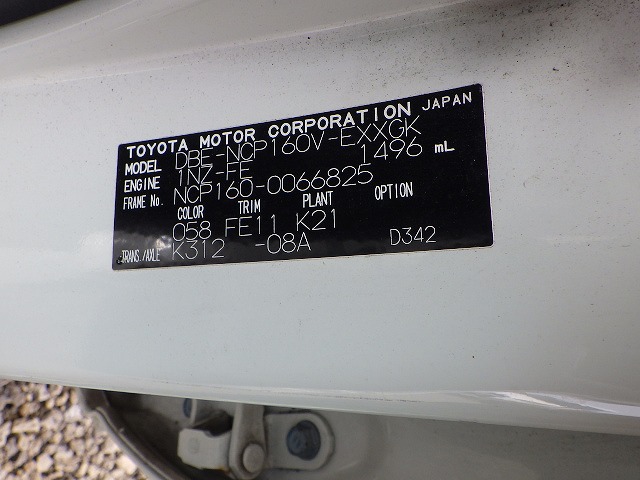 TOYOTA MOTOR CORPORATION JAPAN
MODEL DBE-NCP160V-EXXGK
ENGINE 1NZ-FE 1496 mL
FRAME No. NCP160-0066825
COLOR TRIM PLANT OPTION
058 FE11 K21
TRANS./AXLE K312 -08A D342